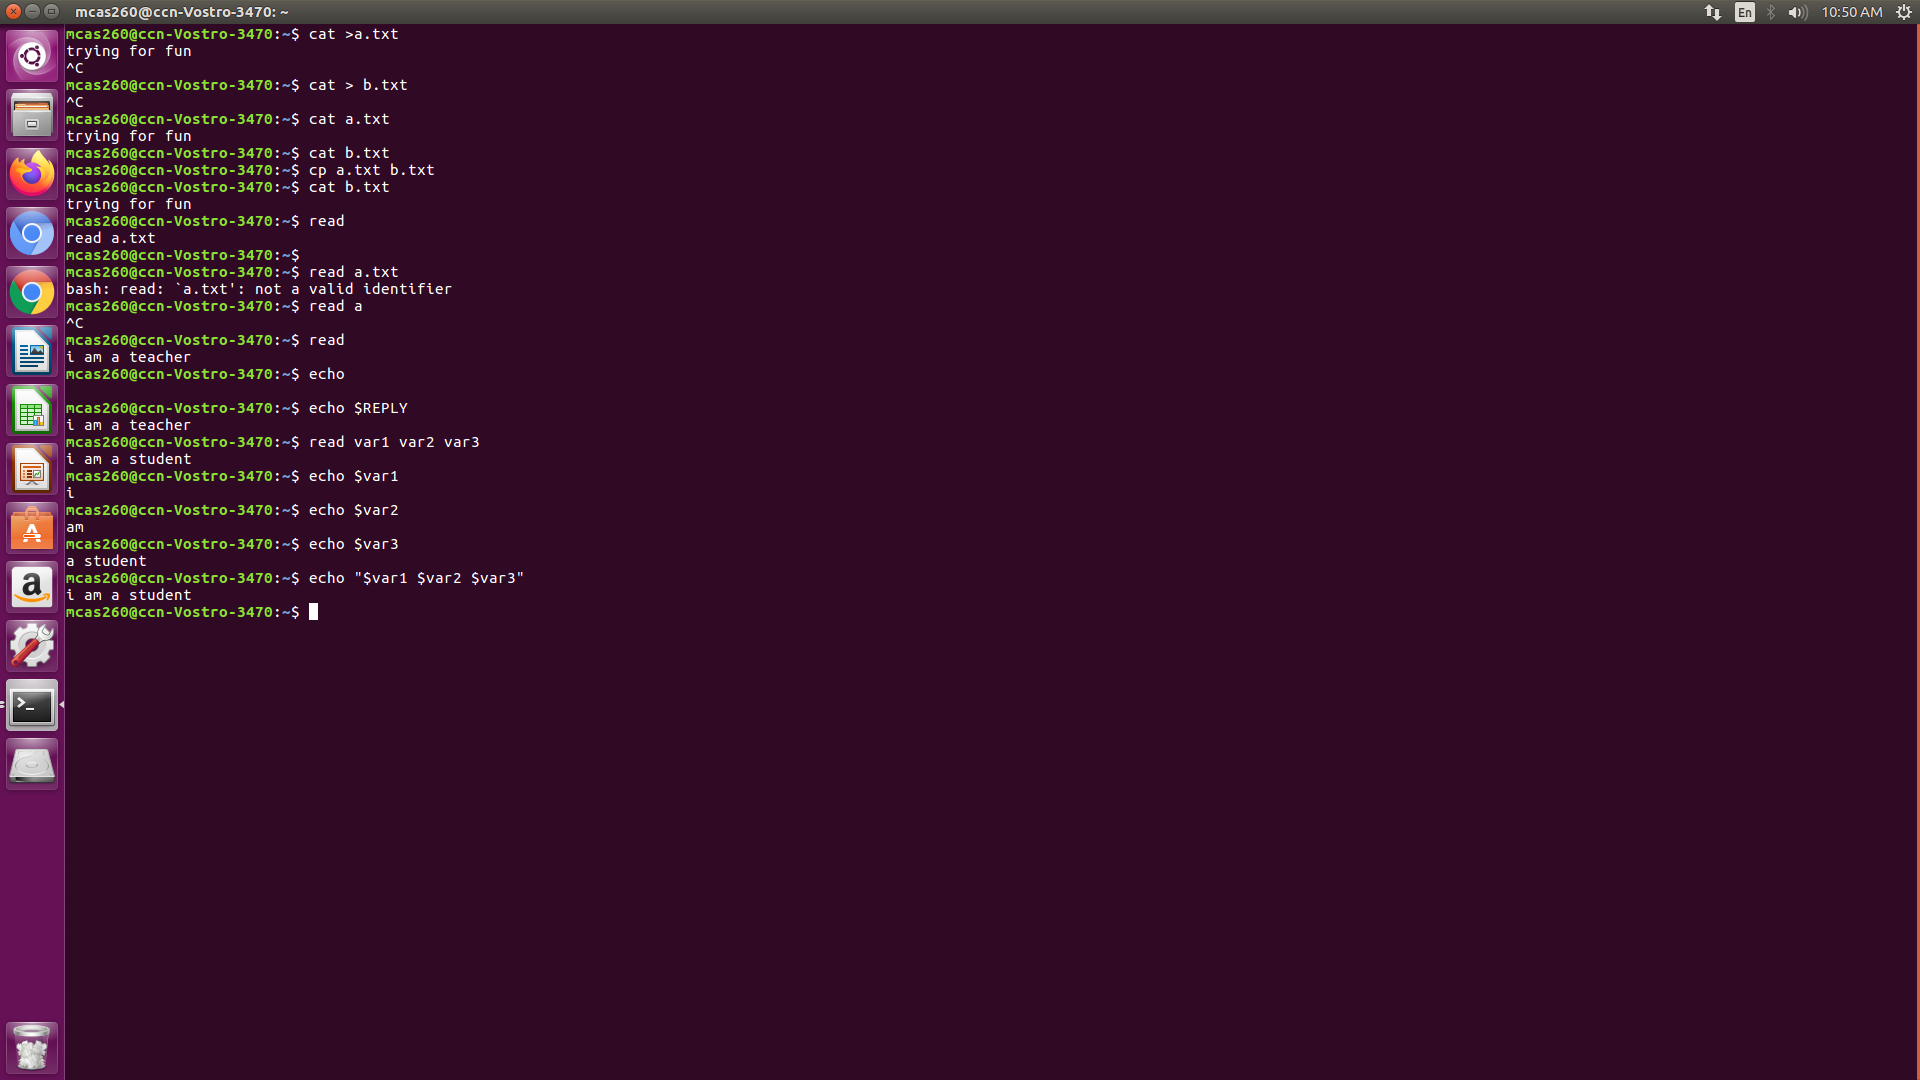 mcas260@ccn-Vostro-3470: ~
En
10:50 AM
mcas260@ccn-Vostro-3470:~$ cat >a.txt
trying for fun
^C
mcas260@ccn-Vostro-3470:~$ cat > b.txt
^C
mcas260@ccn-Vostro-3470:~$ cat a.txt
trying for fun
mcas260@ccn-Vostro-3470:~$ cat b.txt
mcas260@ccn-Vostro-3470:~$ cp a.txt b.txt
mcas260@ccn-Vostro-3470:~$ cat b.txt
trying for fun
mcas260@ccn-Vostro-3470:~$ read
read a.txt
mcas260@ccn-Vostro-3470:~$
mcas260@ccn-Vostro-3470:~$ read a.txt
bash: read: `a.txt': not a valid identifier
mcas260@ccn-Vostro-3470:~$ read a
^C
mcas260@ccn-Vostro-3470:~$ read
i am a teacher
mcas260@ccn-Vostro-3470:~$ echo

mcas260@ccn-Vostro-3470:~$ echo $REPLY
i am a teacher
mcas260@ccn-Vostro-3470:~$ read var1 var2 var3
i am a student
mcas260@ccn-Vostro-3470:~$ echo $var1
i
mcas260@ccn-Vostro-3470:~$ echo $var2
am
mcas260@ccn-Vostro-3470:~$ echo $var3
a student
mcas260@ccn-Vostro-3470:~$ echo "$var1 $var2 $var3"
i am a student
mcas260@ccn-Vostro-3470:~$